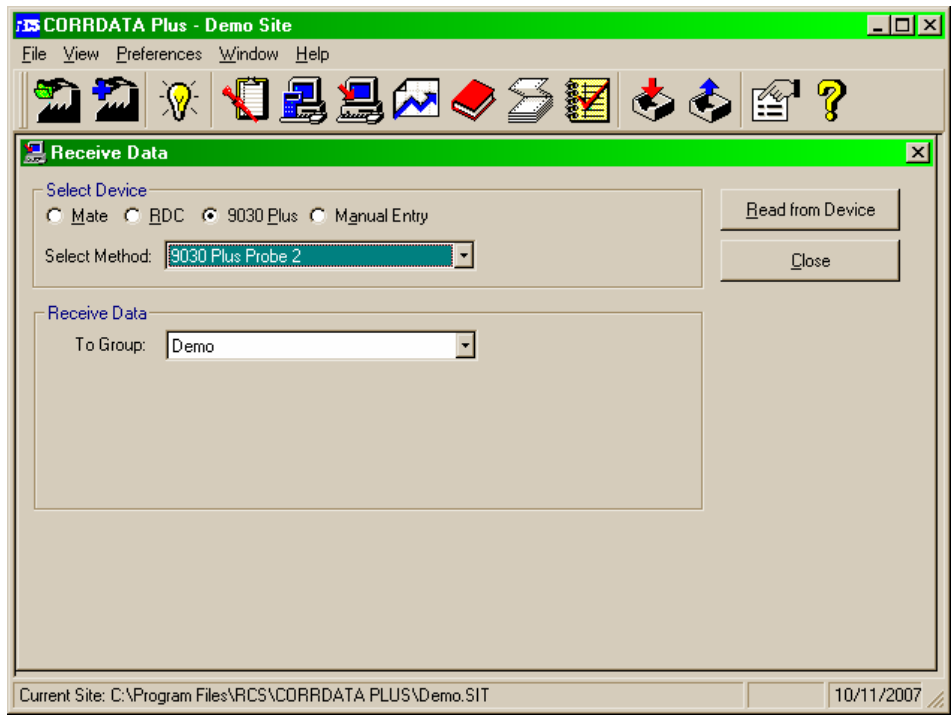 rcs CORRDATA Plus - Demo Site
File View Preferences Window Help
Receive Data
Select Device
Mate RDC 9030 Plus Manual Entry
Read from Device
Select Method: 9030 Plus Probe 2
Close
Receive Data
To Group: Demo
Current Site: C:\Program Files\RCS\CORRDATA PLUS\Demo.SIT 10/11/2007